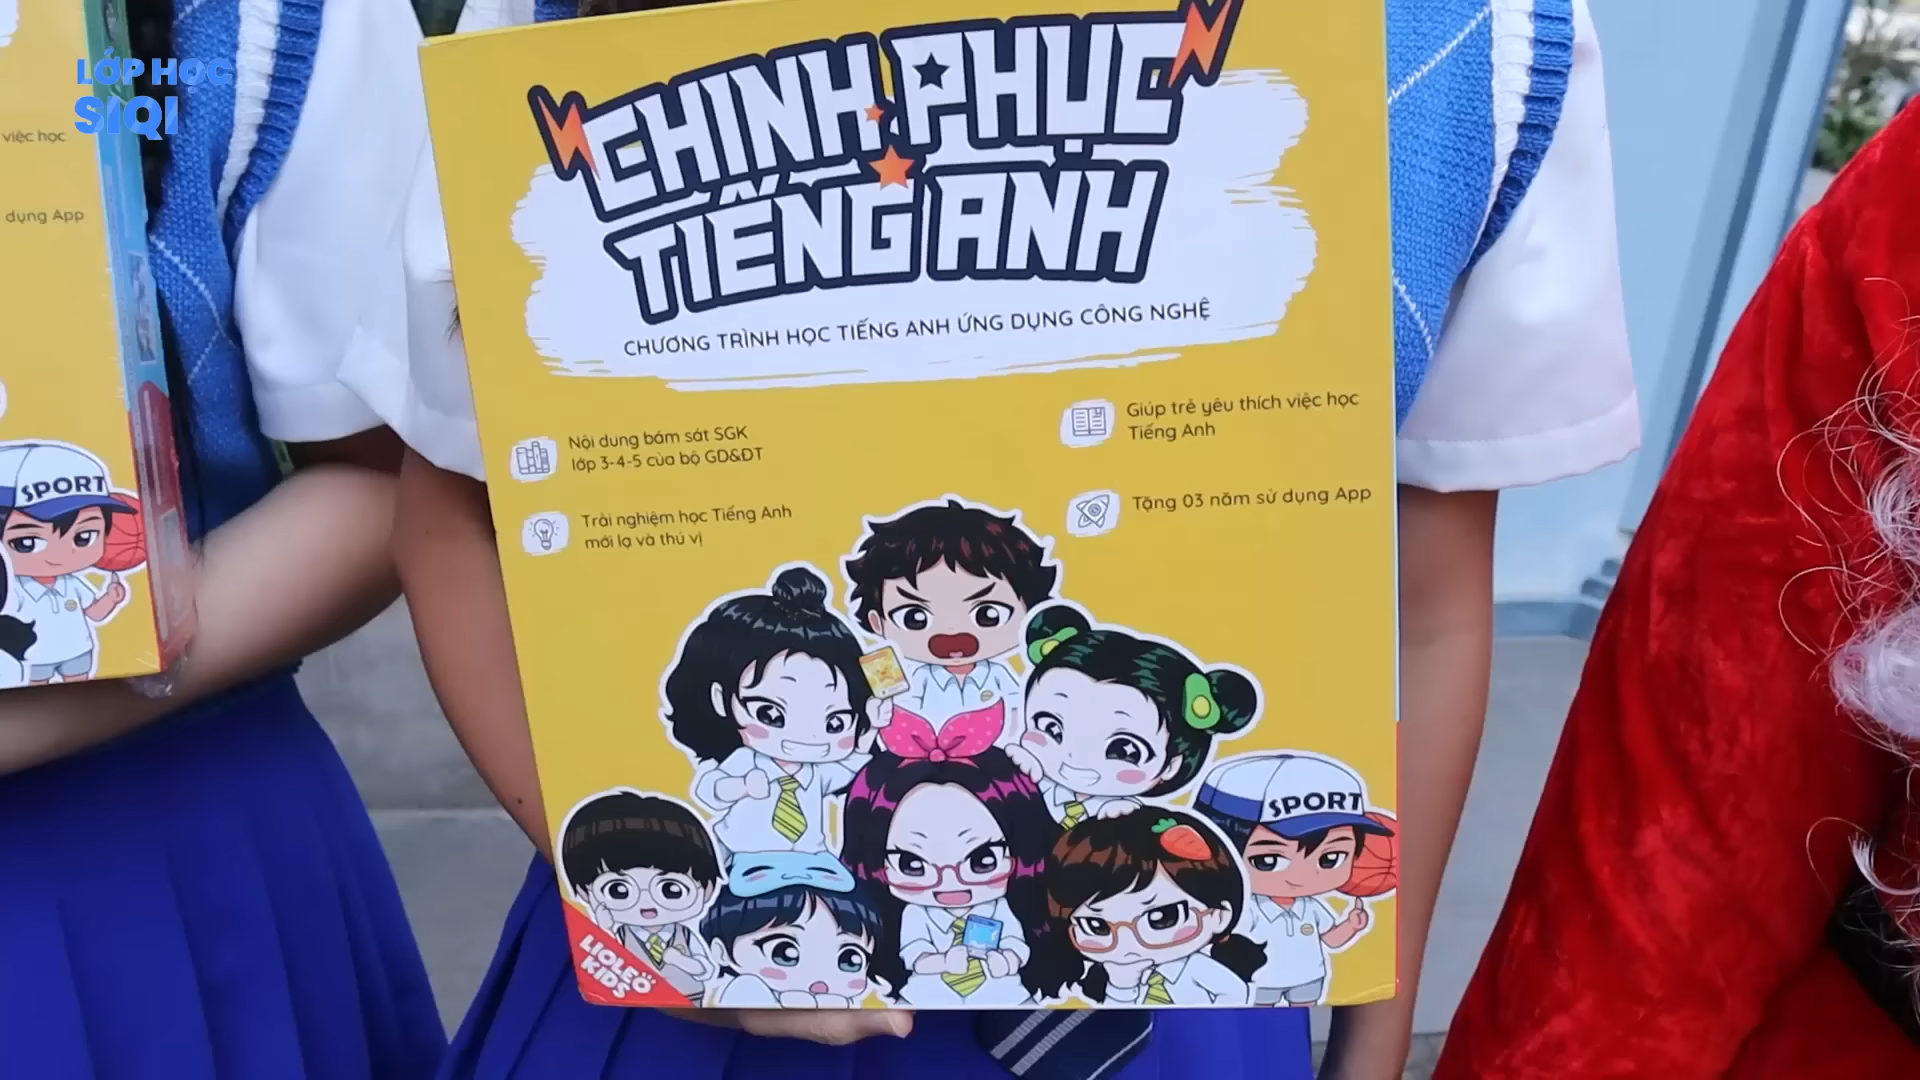 LỚP HỌC
SIQI
việc học
dụng App
SPORT
CHINH PHỤC
TIẾNG ANH
CHƯƠNG TRÌNH HỌC TIẾNG ANH ỨNG DỤNG CÔNG NGHỆ
Nội dung bám sát SGK
lớp 3-4-5 của bộ GD&ĐT
Trải nghiệm học Tiếng Anh
mới lạ và thú vị
Giúp trẻ yêu thích việc học
Tiếng Anh
Tặng 03 năm sử dụng App
SPORT
LIOLEO
KIDS